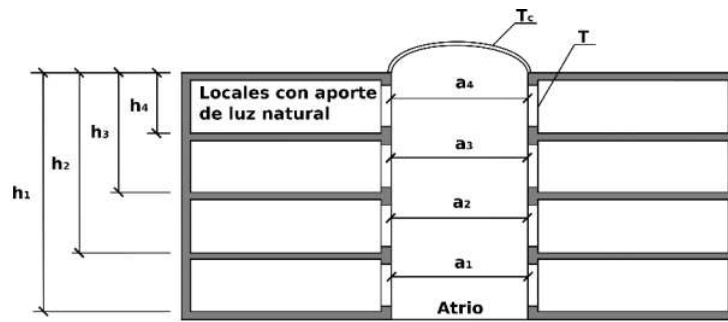 Tc
T
Locales con aporte
de luz natural
a4
h4
h3
a3
h2
h1
a2
a1
Atrio